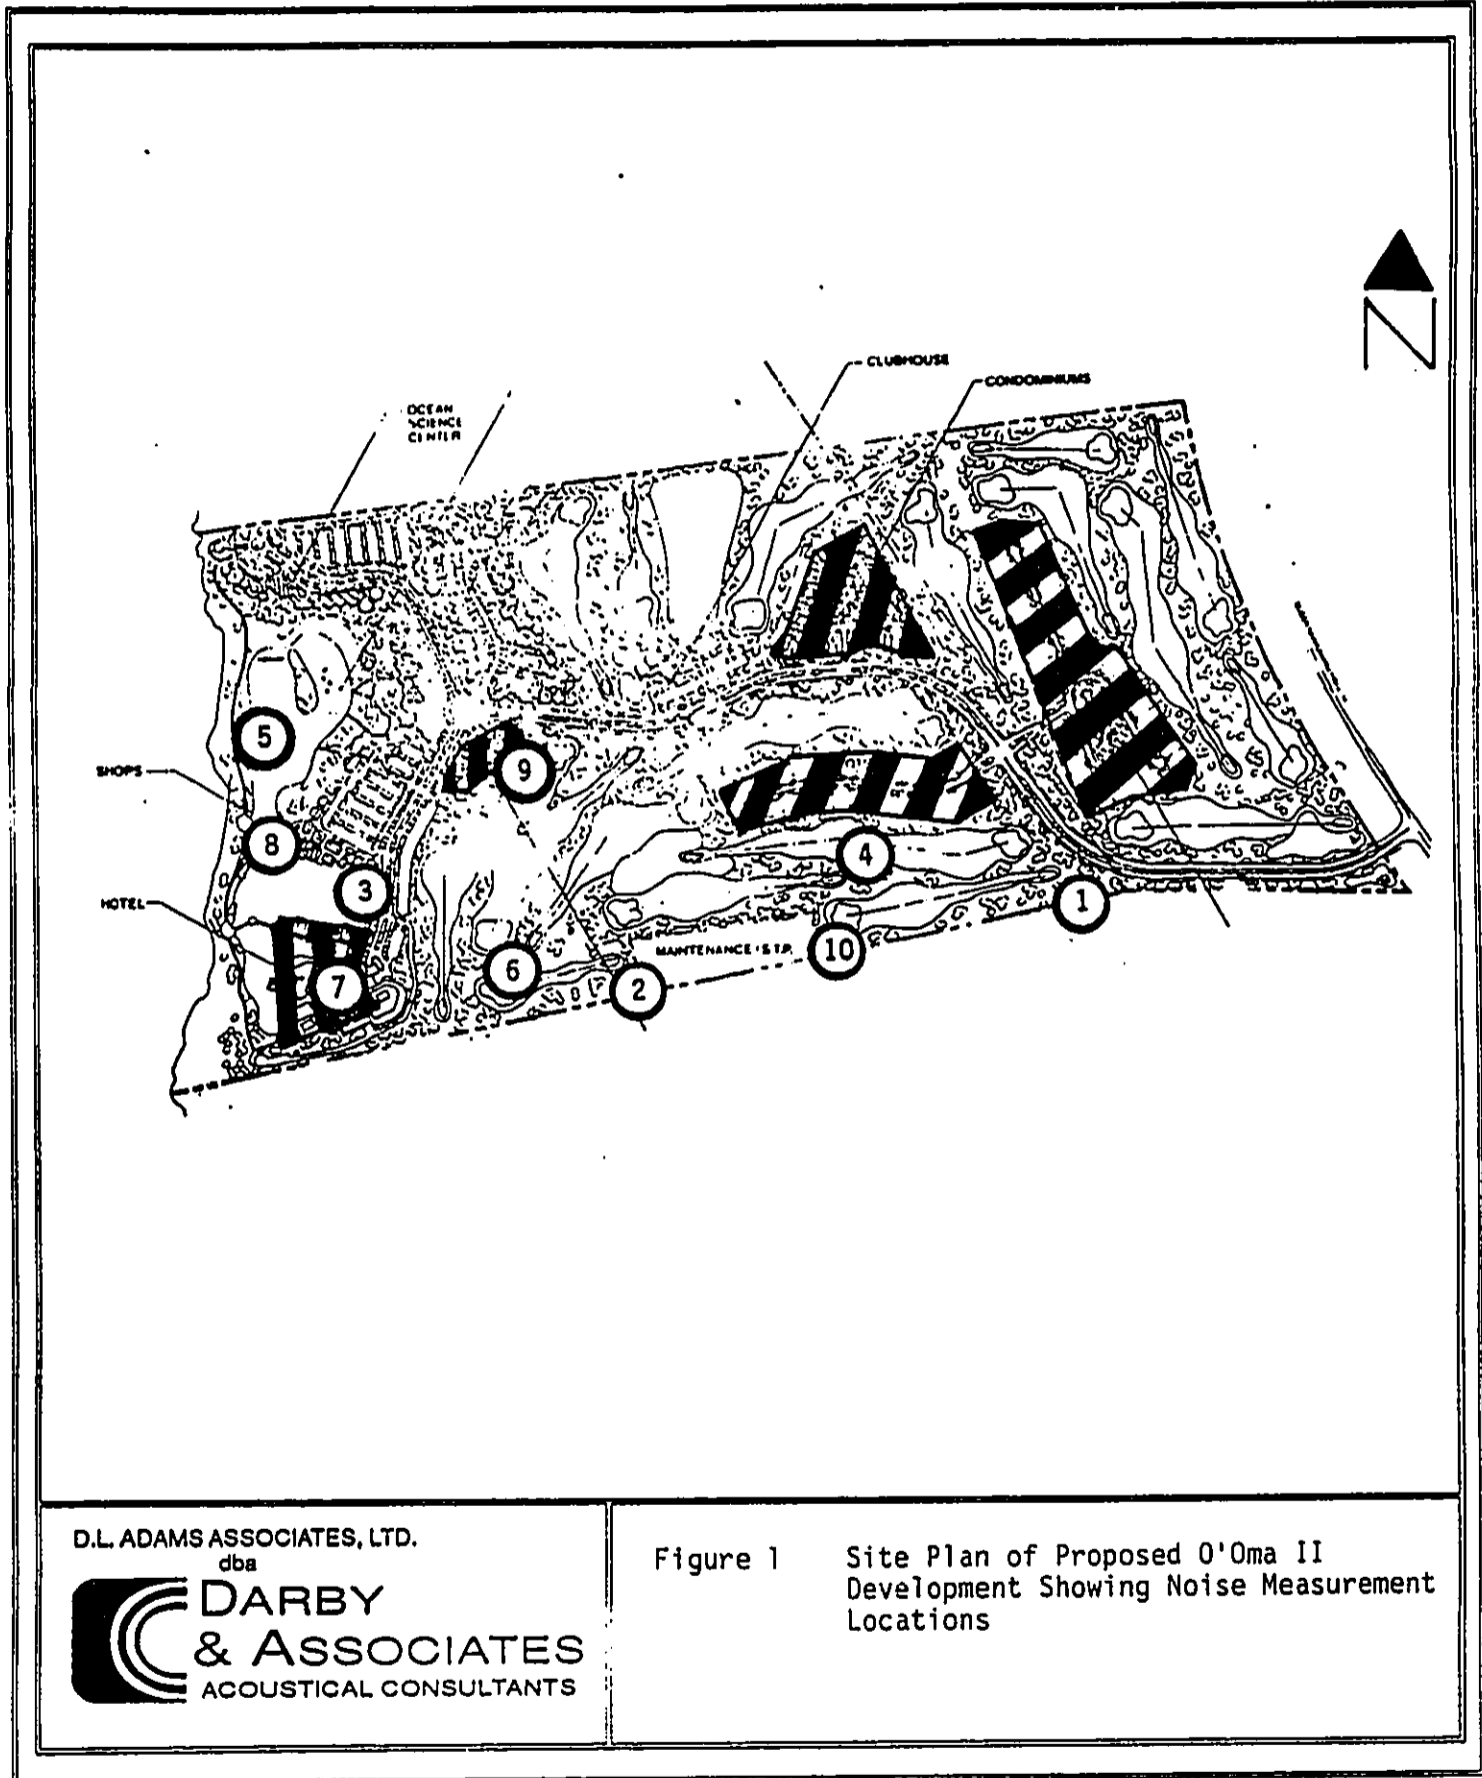 N
CLUBHOUSE
CONDOMINIUMS
OCEAN
SCIENCE
CENTER
5
SHOPS
9
8
4
3
HOTEL
1
MAINTENANCE / S.T.P.
10
6
7
2
D.L. ADAMS ASSOCIATES, LTD.
dba
DARBY
& ASSOCIATES
ACOUSTICAL CONSULTANTS
Figure 1 Site Plan of Proposed O'Oma II
Development Showing Noise Measurement
Locations